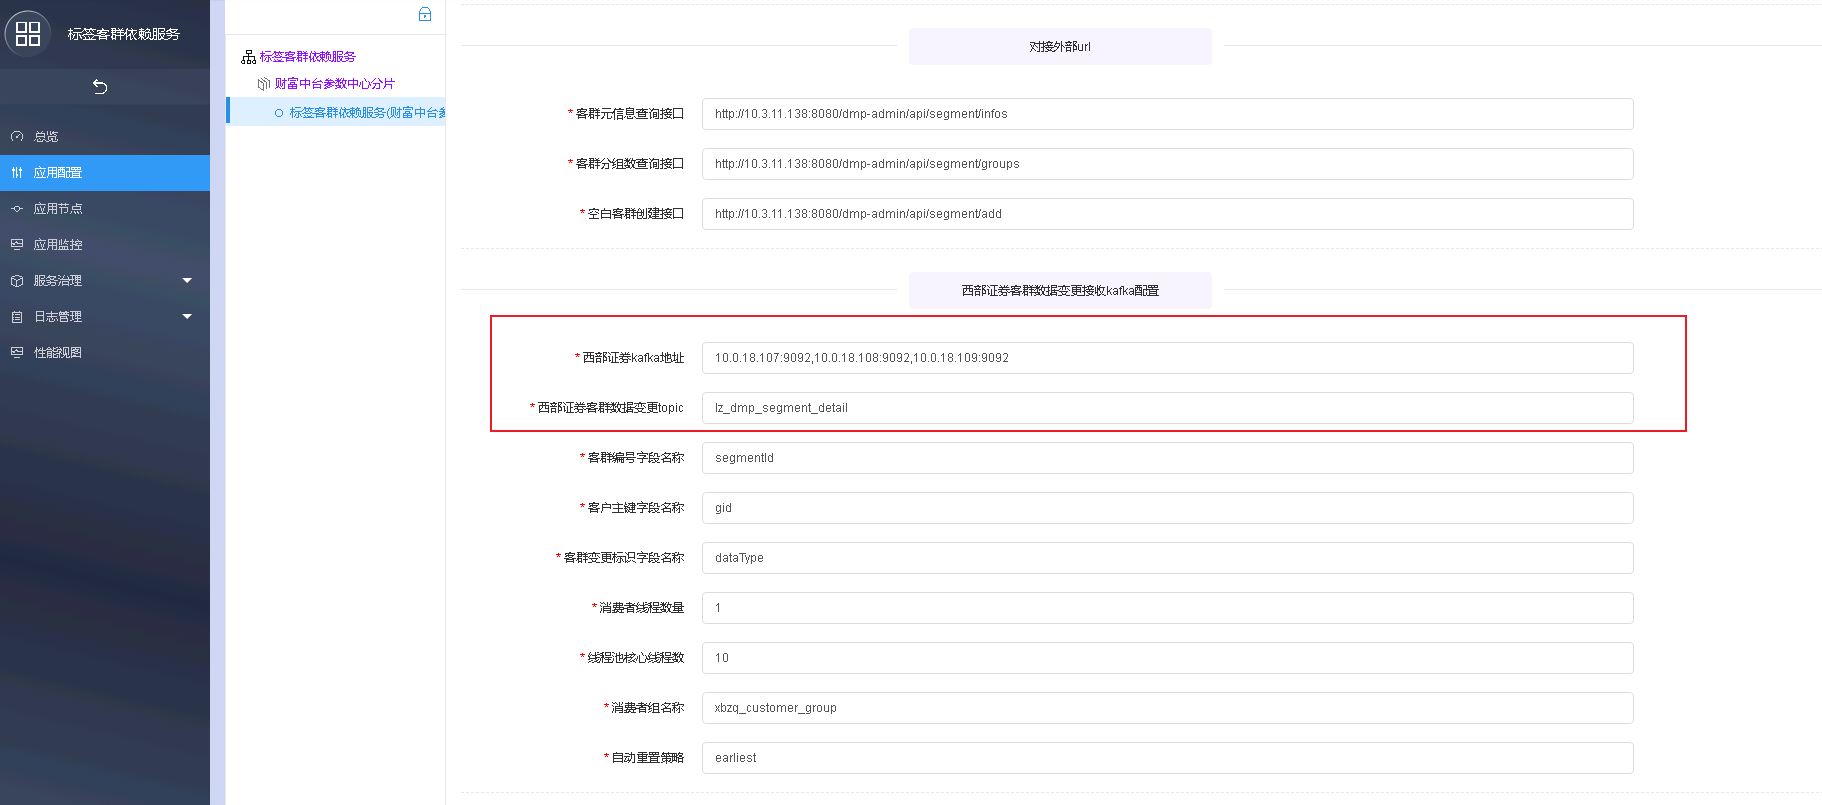 标签客群依赖服务
总览
应用配置
应用节点
应用监控
服务治理
日志管理
性能视图
标签客群依赖服务
财富中台参数中心分片
标签客群依赖服务(财富中台参
对接外部url
*客群元信息查询接口 http://10.3.11.138:8080/dmp-admin/api/segment/infos
*客群分组数查询接口 http://10.3.11.138:8080/dmp-admin/api/segment/groups
*空白客群创建接口 http://10.3.11.138:8080/dmp-admin/api/segment/add
西部证券客群数据变更接收kafka配置
*西部证券kafka地址 10.0.18.107:9092,10.0.18.108:9092,10.0.18.109:9092
*西部证券客群数据变更topic lz_dmp_segment_detail
*客群编号字段名称 segmentId
*客户主键字段名称 gid
*客群变更标识字段名称 dataType
*消费者线程数量 1
*线程池核心线程数 10
*消费者组名称 xbzq_customer_group
*自动重置策略 earliest